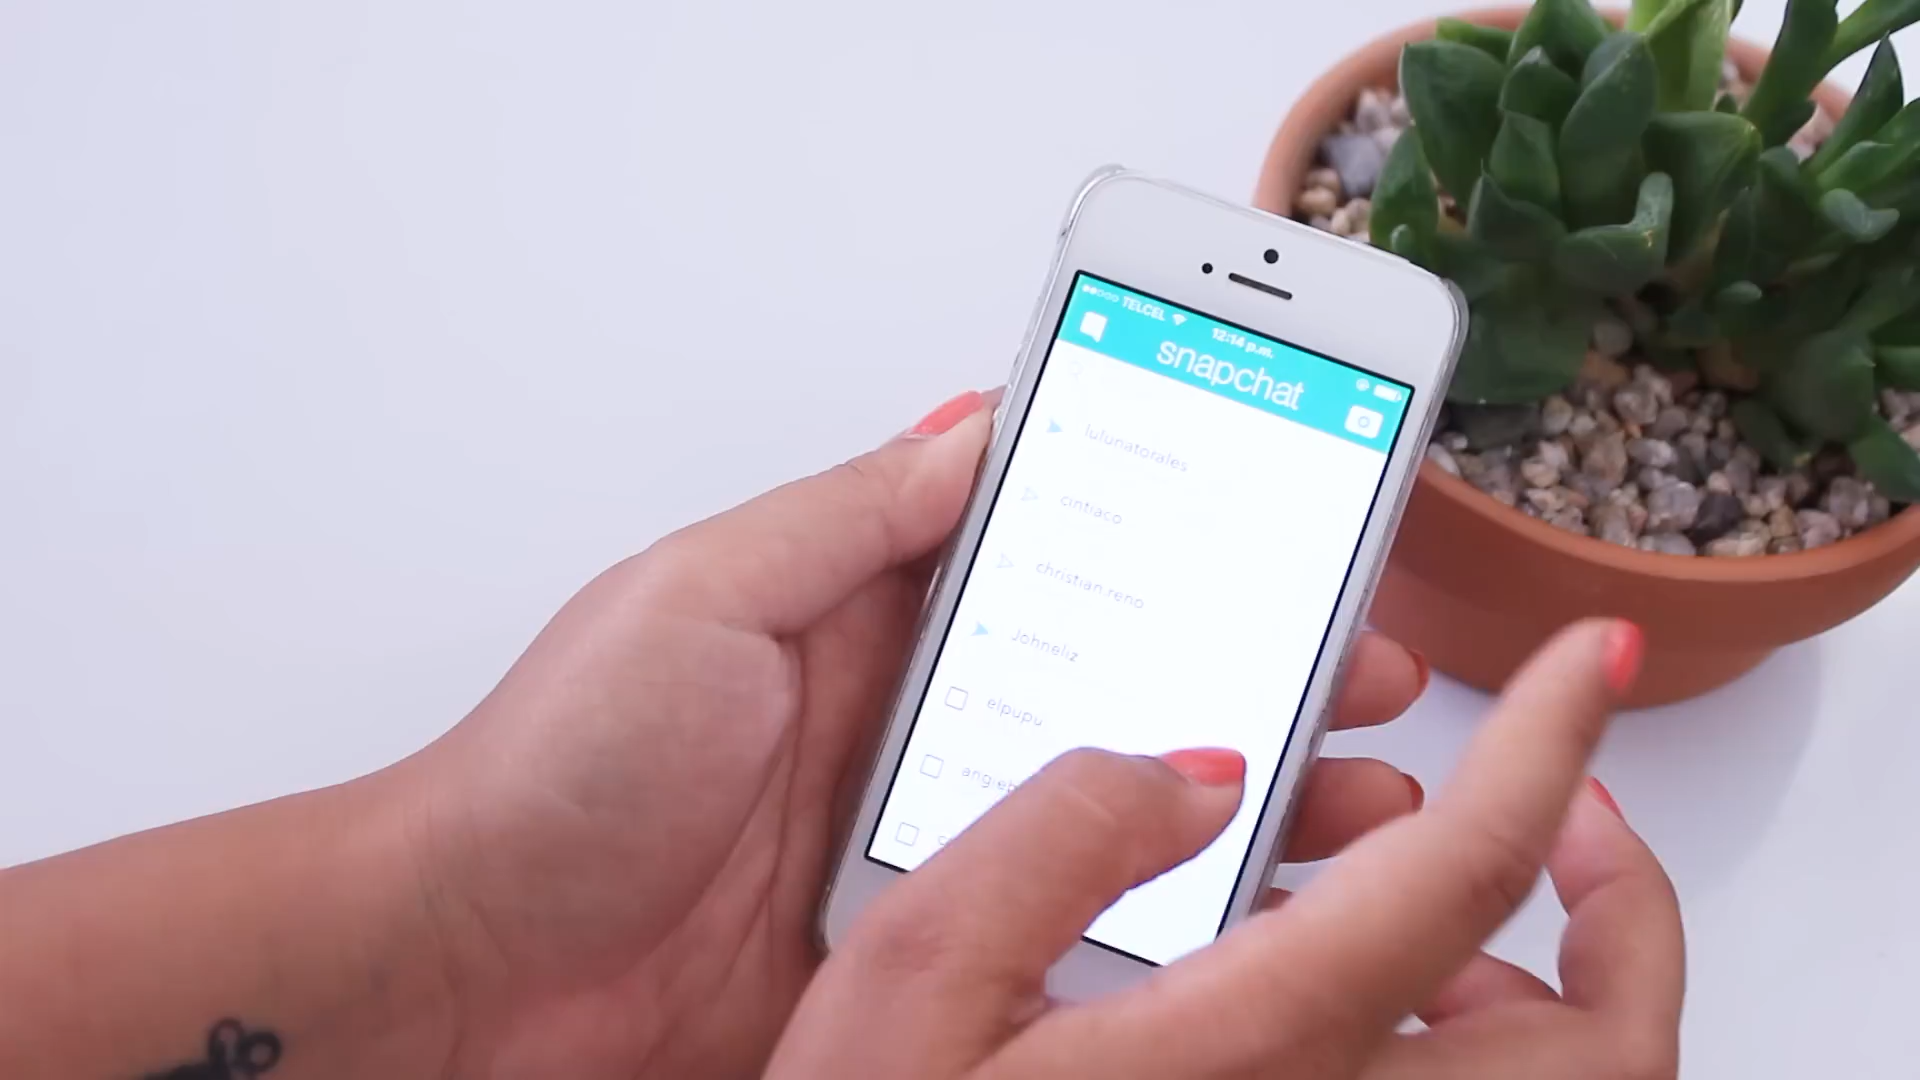 TELCEL
12:14 p.m.
snapchat
lulunatorales
cintiaco
christian.reno
Johneliz
elpupu